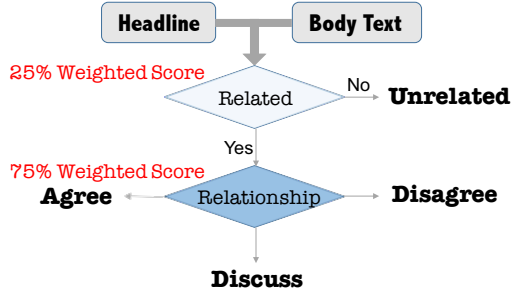 Headline
Body Text
25% Weighted Score
Related
No
Unrelated
Yes
75% Weighted Score
Agree
Relationship
Disagree
Discuss